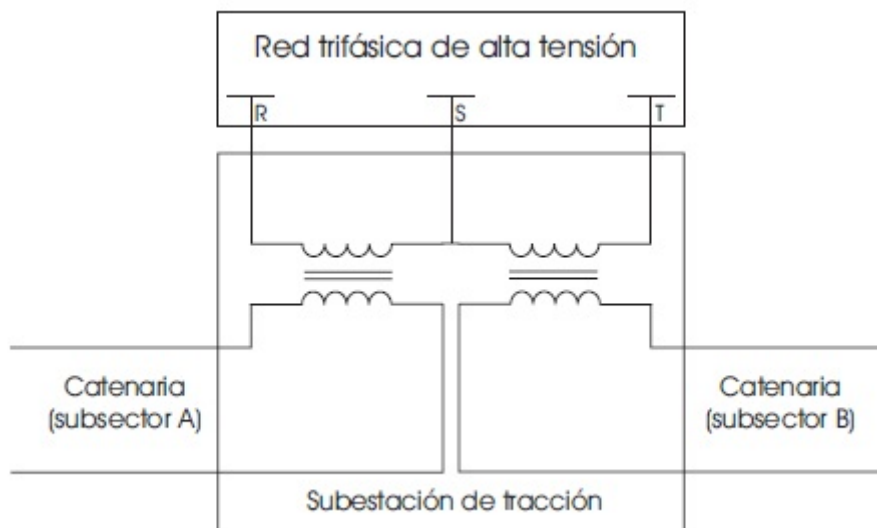 Red trifásica de alta tensión
R S T
Catenaria
(subsector A)
Catenaria
(subsector B)
Subestación de tracción